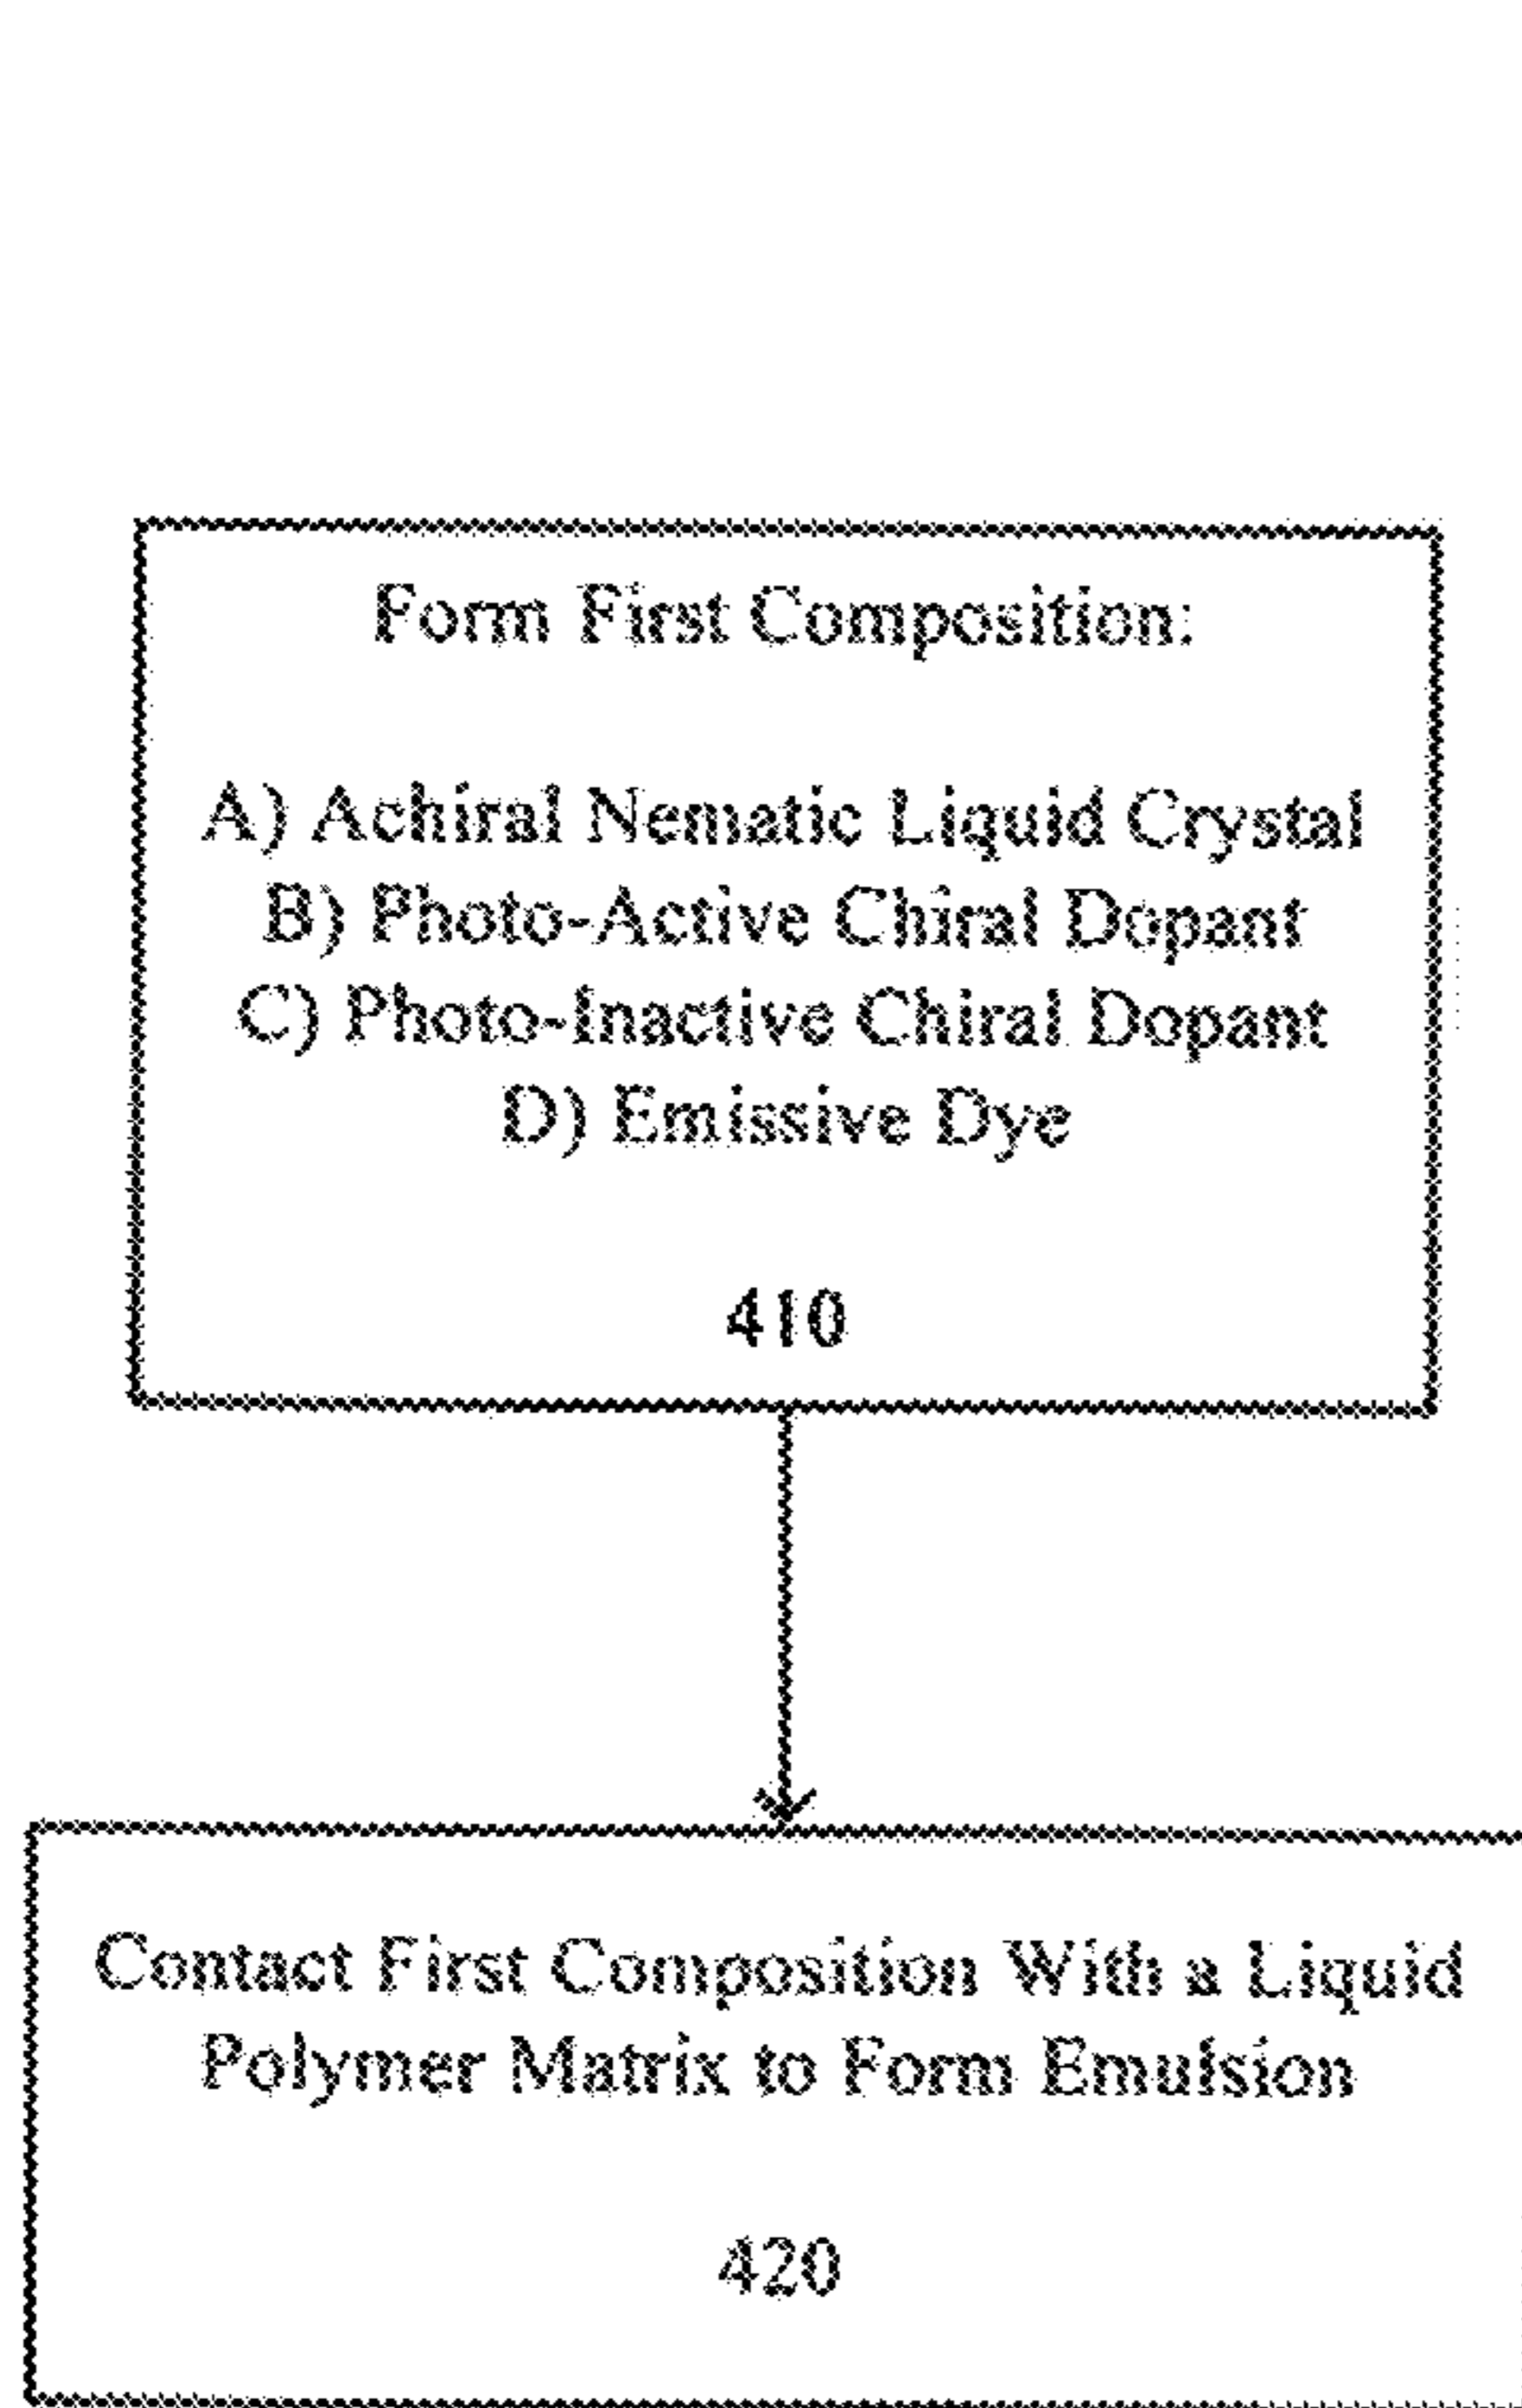 Form First Composition:
A) Achiral Nematic Liquid Crystal
B) Photo-Active Chiral Dopant
C) Photo-Inactive Chiral Dopant
D) Emissive Dye
410
Contact First Composition With a Liquid
Polymer Matrix to Form Emulsion
420